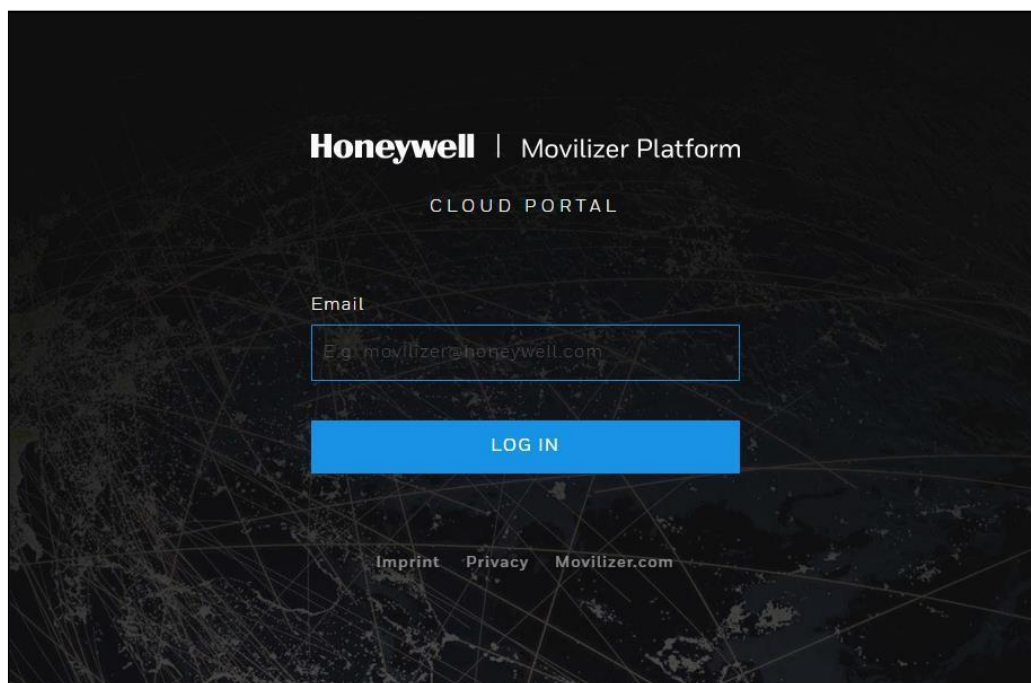 Honeywell | Movilizer Platform
CLOUD PORTAL
Email
E.g. movilizer@honeywell.com
LOG IN
Imprint Privacy Movilizer.com